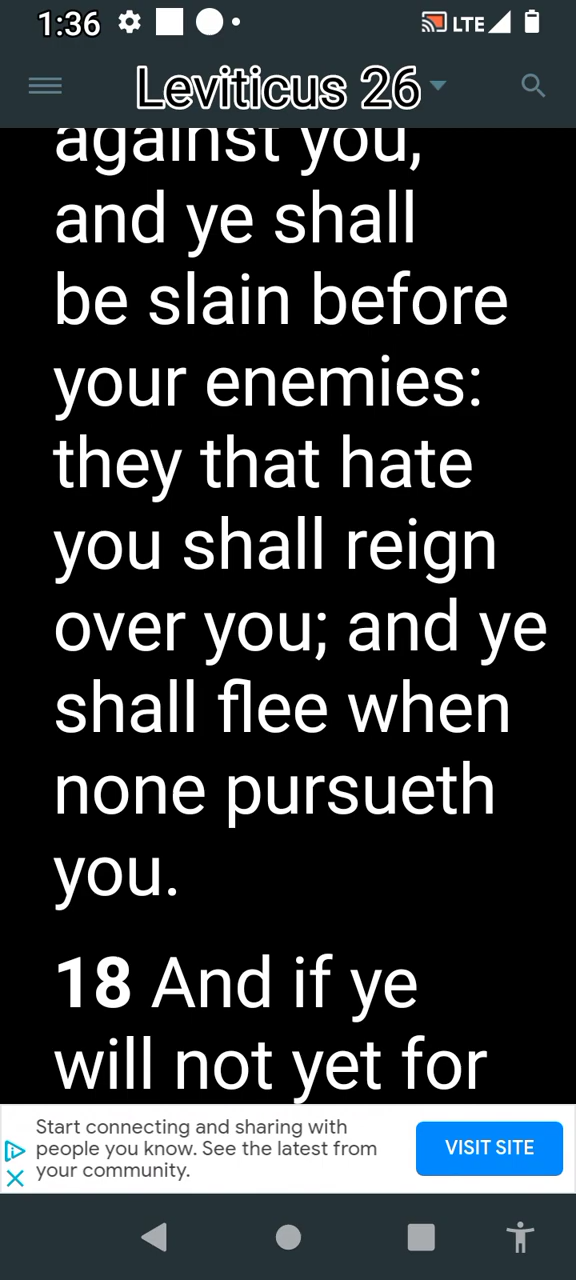 1:36
LTE
Leviticus 26
against you,
and ye shall
be slain before
your enemies:
they that hate
you shall reign
over you; and ye
shall flee when
none pursueth
you.
18 And if ye
will not yet for
Start connecting and sharing with
people you know. See the latest from
your community.
VISIT SITE